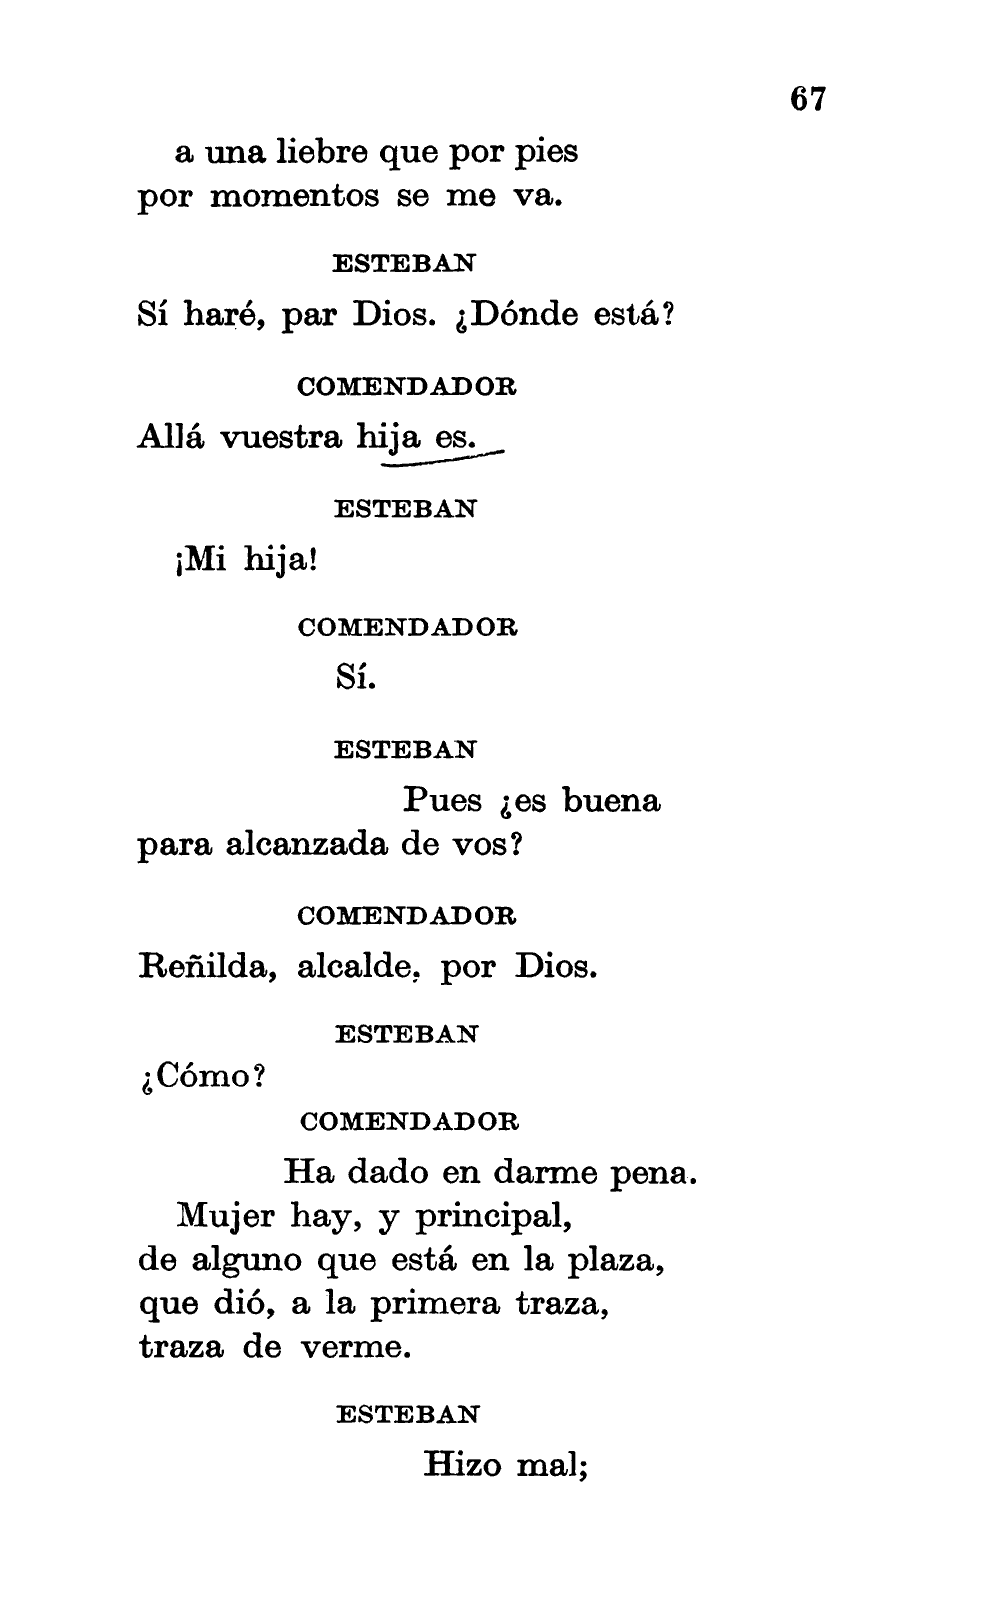 67
a una liebre que por pies
por momentos se me va.
ESTEBAN
Sí haré, par Dios. ¿Dónde está?
COMENDADOR
Allá vuestra hija es.
ESTEBAN
¡Mi hija!
COMENDADOR
Sí.
ESTEBAN
Pues ¿es buena
para alcanzada de vos?
COMENDADOR
Reñilda, alcalde, por Dios.
ESTEBAN
¿Cómo?
COMENDADOR
Ha dado en darme pena.
Mujer hay, y principal,
de alguno que está en la plaza,
que dió, a la primera traza,
traza de verme.
ESTEBAN
Hizo mal;